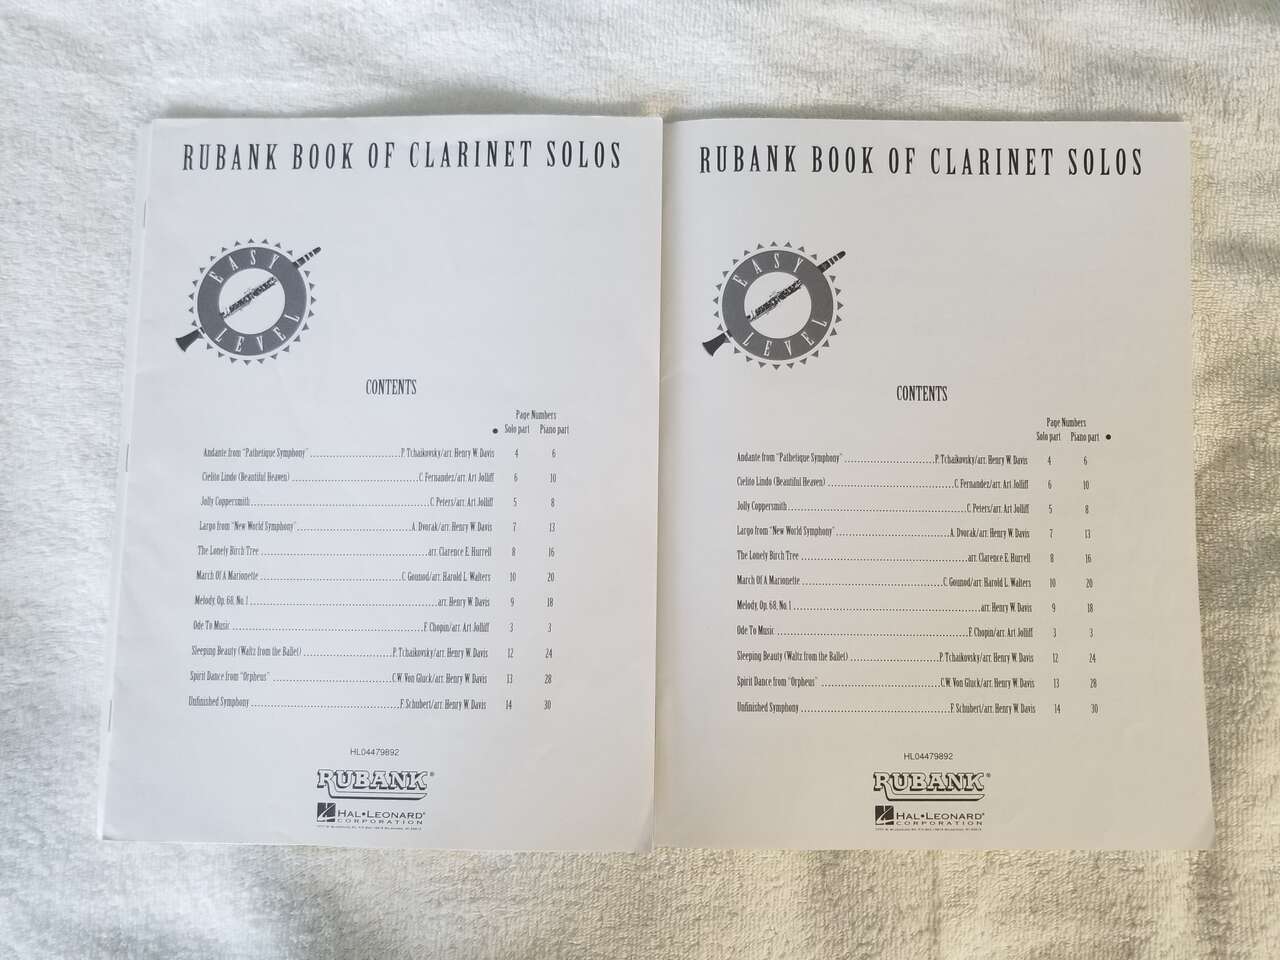 RUBANK BOOK OF CLARINET SOLOS
EASY
LEVEL
CONTENTS
Page Numbers
● Solo part Piano part
Andante from "Pathetique Symphony" ........ P. Tchaikovsky/arr. Henry W. Davis 4 6
Cielito Lindo (Beautiful Heaven) ........ C. Fernandez/arr. Art Jolliff 6 10
Jolly Coppersmith ........ C. Peters/arr. Art Jolliff 5 8
Largo from "New World Symphony" ........ A. Dvorak/arr. Henry W. Davis 7 13
The Lonely Birch Tree ........ arr. Clarence E. Hurrell 8 16
March Of A Marionette ........ C. Gounod/arr. Harold L. Walters 10 20
Melody, Op. 68, No. 1 ........ arr. Henry W. Davis 9 18
Ode To Music ........ F. Chopin/arr. Art Jolliff 3 3
Sleeping Beauty (Waltz from the Ballet) ........ P. Tchaikovsky/arr. Henry W. Davis 12 24
Spirit Dance from "Orpheus" ........ C.W. Von Gluck/arr. Henry W. Davis 13 28
Unfinished Symphony ........ F. Schubert/arr. Henry W. Davis 14 30
HL04479892
RUBANK®
HAL•LEONARD®
CORPORATION
RUBANK BOOK OF CLARINET SOLOS
EASY
LEVEL
CONTENTS
Page Numbers
Solo part Piano part ●
Andante from "Pathetique Symphony" ........ P. Tchaikovsky/arr. Henry W. Davis 4 6
Cielito Lindo (Beautiful Heaven) ........ C. Fernandez/arr. Art Jolliff 6 10
Jolly Coppersmith ........ C. Peters/arr. Art Jolliff 5 8
Largo from "New World Symphony" ........ A. Dvorak/arr. Henry W. Davis 7 13
The Lonely Birch Tree ........ arr. Clarence E. Hurrell 8 16
March Of A Marionette ........ C. Gounod/arr. Harold L. Walters 10 20
Melody, Op. 68, No. 1 ........ arr. Henry W. Davis 9 18
Ode To Music ........ F. Chopin/arr. Art Jolliff 3 3
Sleeping Beauty (Waltz from the Ballet) ........ P. Tchaikovsky/arr. Henry W. Davis 12 24
Spirit Dance from "Orpheus" ........ C.W. Von Gluck/arr. Henry W. Davis 13 28
Unfinished Symphony ........ F. Schubert/arr. Henry W. Davis 14 30
HL04479892
RUBANK®
HAL•LEONARD®
CORPORATION